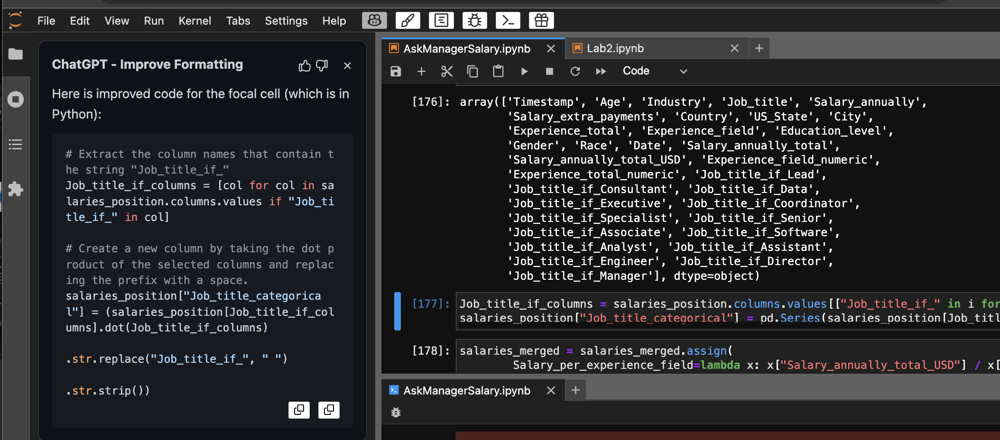 File Edit View Run Kernel Tabs Settings Help
ChatGPT - Improve Formatting
Here is improved code for the focal cell (which is in
Python):
# Extract the column names that contain t
he string "Job_title_if_"
Job_title_if_columns = [col for col in sa
laries_position.columns.values if "Job_ti
tle_if_" in col]
# Create a new column by taking the dot p
roduct of the selected columns and replac
ing the prefix with a space.
salaries_position["Job_title_categorica
l"] = (salaries_position[Job_title_if_col
umns].dot(Job_title_if_columns)
.str.replace("Job_title_if_", " ")
.str.strip())
AskManagerSalary.ipynb
Lab2.ipynb
Code
[176]: array(['Timestamp', 'Age', 'Industry', 'Job_title', 'Salary_annually',
'Salary_extra_payments', 'Country', 'US_State', 'City',
'Experience_total', 'Experience_field', 'Education_level',
'Gender', 'Race', 'Date', 'Salary_annually_total',
'Salary_annually_total_USD', 'Experience_field_numeric',
'Experience_total_numeric', 'Job_title_if_Lead',
'Job_title_if_Consultant', 'Job_title_if_Data',
'Job_title_if_Executive', 'Job_title_if_Coordinator',
'Job_title_if_Specialist', 'Job_title_if_Senior',
'Job_title_if_Associate', 'Job_title_if_Software',
'Job_title_if_Analyst', 'Job_title_if_Assistant',
'Job_title_if_Engineer', 'Job_title_if_Director',
'Job_title_if_Manager'], dtype=object)
[177]: Job_title_if_columns = salaries_position.columns.values[["Job_title_if_" in i for
salaries_position["Job_title_categorical"] = pd.Series(salaries_position[Job_titl
[178]: salaries_merged = salaries_merged.assign(
Salary_per_experience_field=lambda x: x["Salary_annually_total_USD"] / x[
AskManagerSalary.ipynb